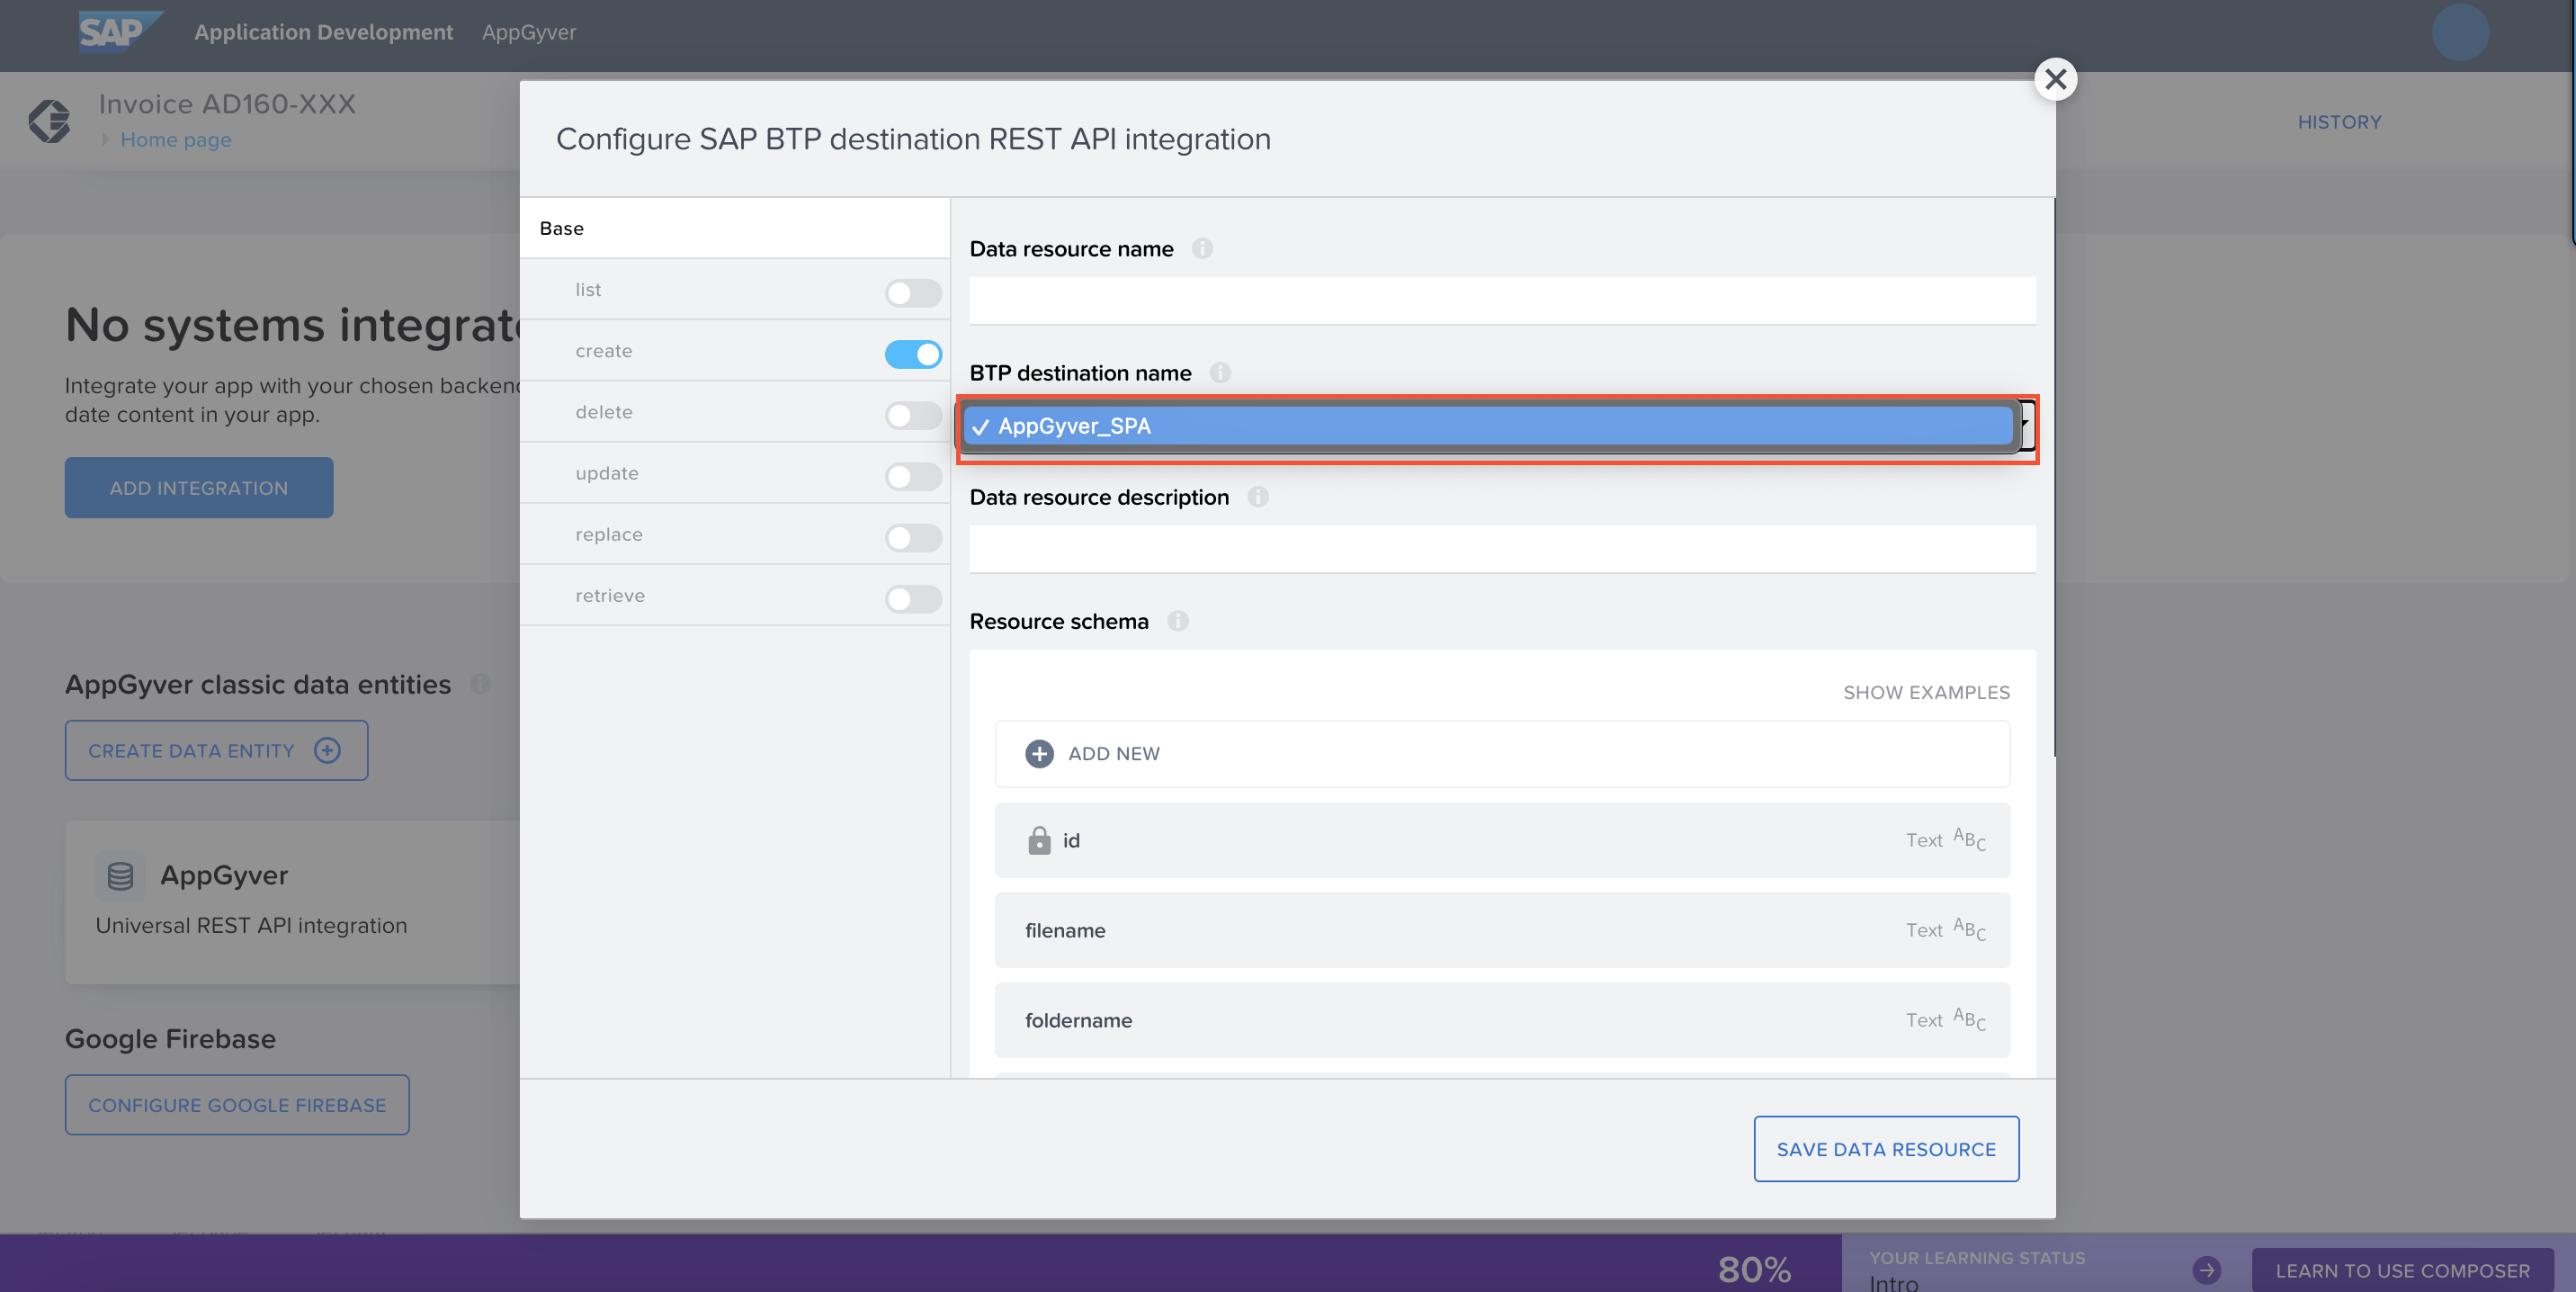 SAP
Application Development AppGyver
Invoice AD160-XXX
Home page
HISTORY
Configure SAP BTP destination REST API integration
Base
list
create
delete
update
replace
retrieve
Data resource name
BTP destination name
✓ AppGyver_SPA
Data resource description
Resource schema
SHOW EXAMPLES
ADD NEW
id Text ABC
filename Text ABC
foldername Text ABC
SAVE DATA RESOURCE
No systems
Integrate your app with your chosen
date content in your app.
ADD INTEGRATION
AppGyver classic data entities
CREATE DATA ENTITY
AppGyver
Universal REST API integration
Google Firebase
CONFIGURE GOOGLE FIREBASE
80%
YOUR LEARNING STATUS
Intro
LEARN TO USE COMPOSER